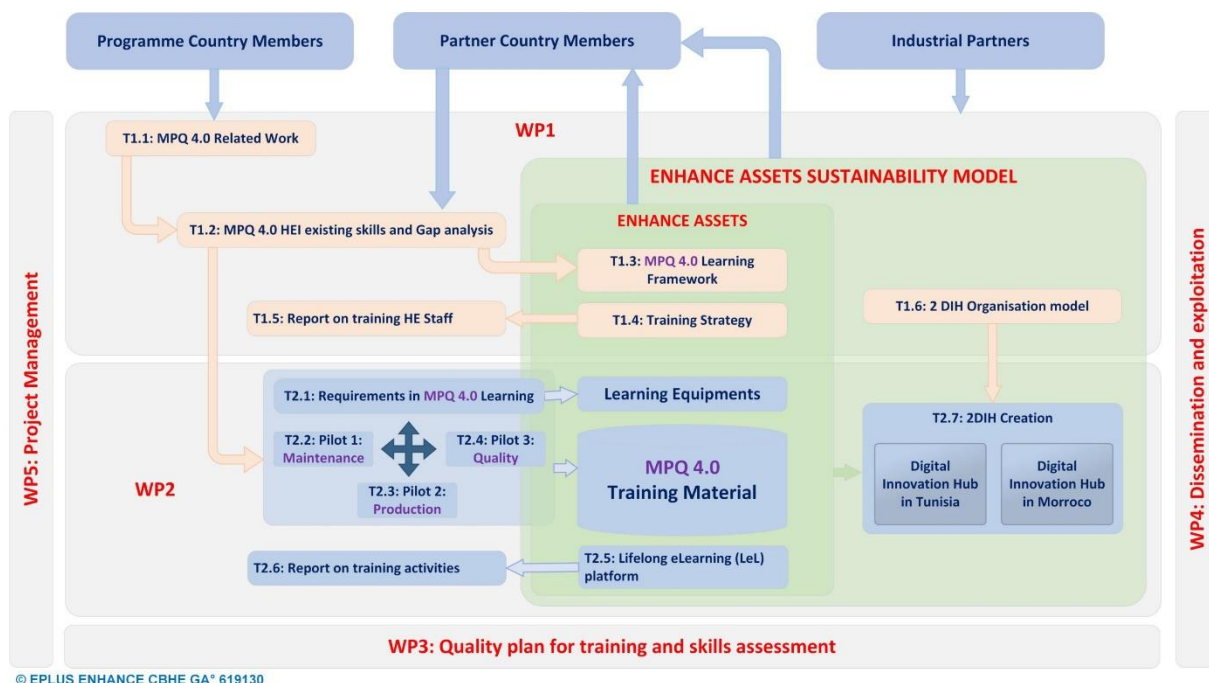 Programme Country Members
Partner Country Members
Industrial Partners
WP5: Project Management
WP4: Dissemination and exploitation
WP1
T1.1: MPQ 4.0 Related Work
ENHANCE ASSETS SUSTAINABILITY MODEL
ENHANCE ASSETS
T1.2: MPQ 4.0 HEI existing skills and Gap analysis
T1.3: MPQ 4.0 Learning
Framework
T1.5: Report on training HE Staff
T1.4: Training Strategy
T1.6: 2 DIH Organisation model
WP2
T2.1: Requirements in MPQ 4.0 Learning
Learning Equipments
T2.2: Pilot 1:
Maintenance
T2.4: Pilot 3:
Quality
T2.3: Pilot 2:
Production
MPQ 4.0
Training Material
T2.7: 2DIH Creation
Digital
Innovation Hub
in Tunisia
Digital
Innovation Hub
in Morroco
T2.6: Report on training activities
T2.5: Lifelong eLearning (LeL)
platform
WP3: Quality plan for training and skills assessment
© EPLUS ENHANCE CBHE GA° 619130